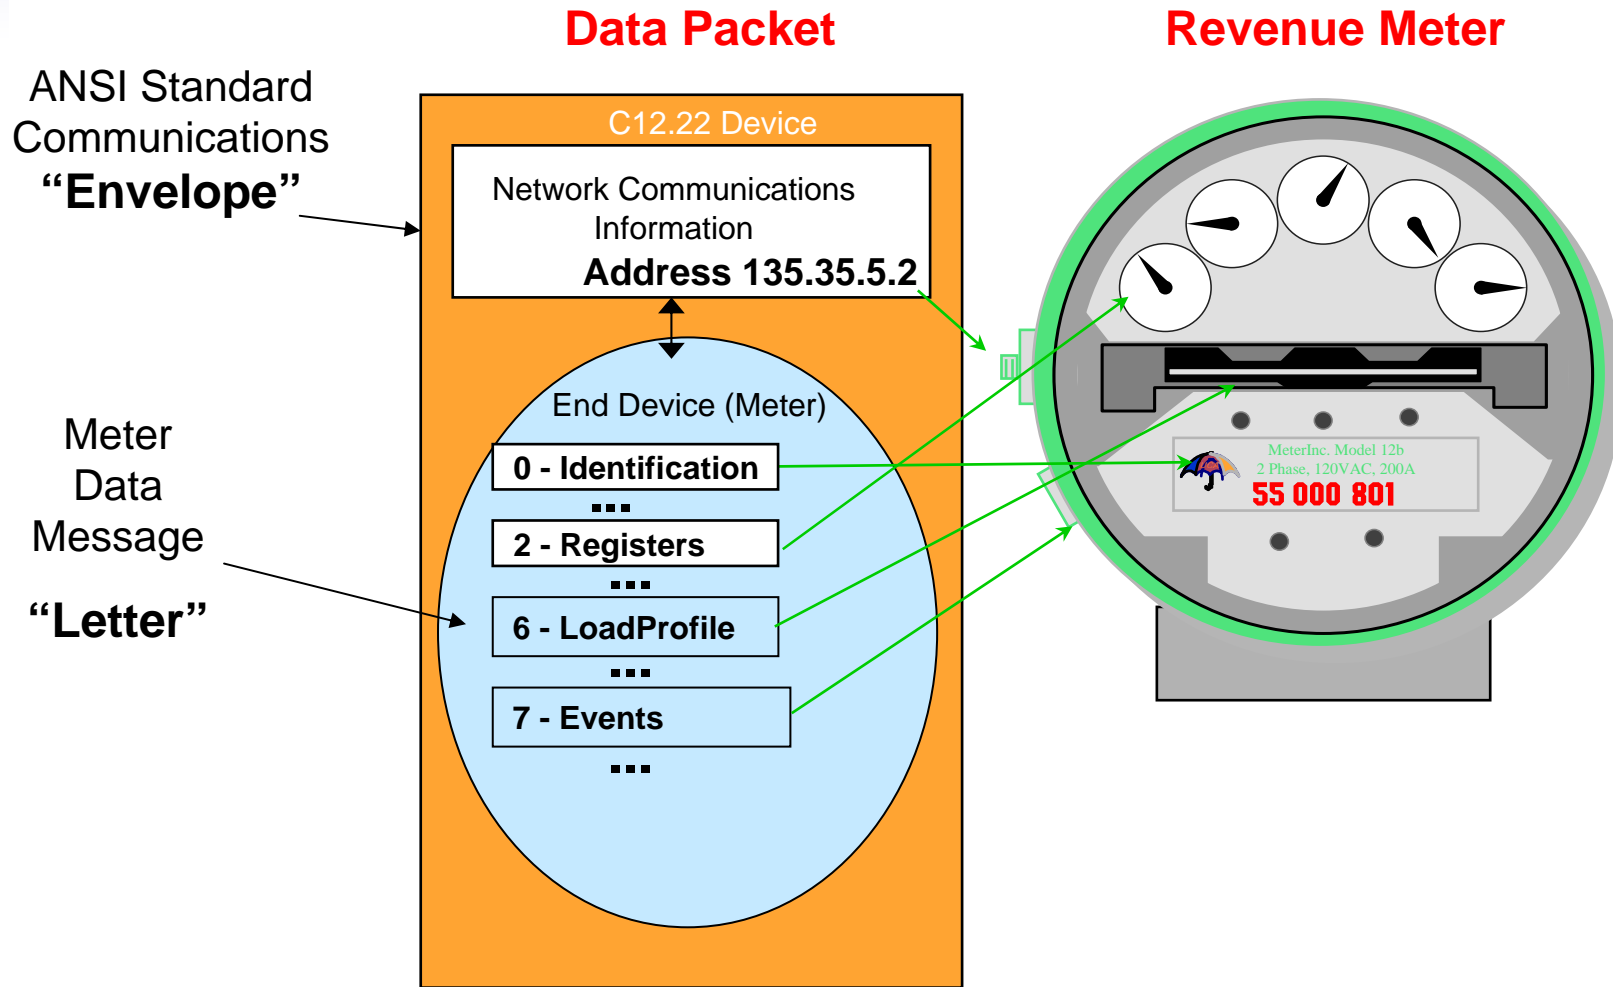 Data Packet
Revenue Meter
ANSI Standard
Communications
“Envelope”
C12.22 Device
Network Communications
Information
Address 135.35.5.2
End Device (Meter)
0 - Identification
...
2 - Registers
...
6 - LoadProfile
...
7 - Events
...
Meter
Data
Message
“Letter”
MeterInc. Model 12b
2 Phase, 120VAC, 200A
55 000 801